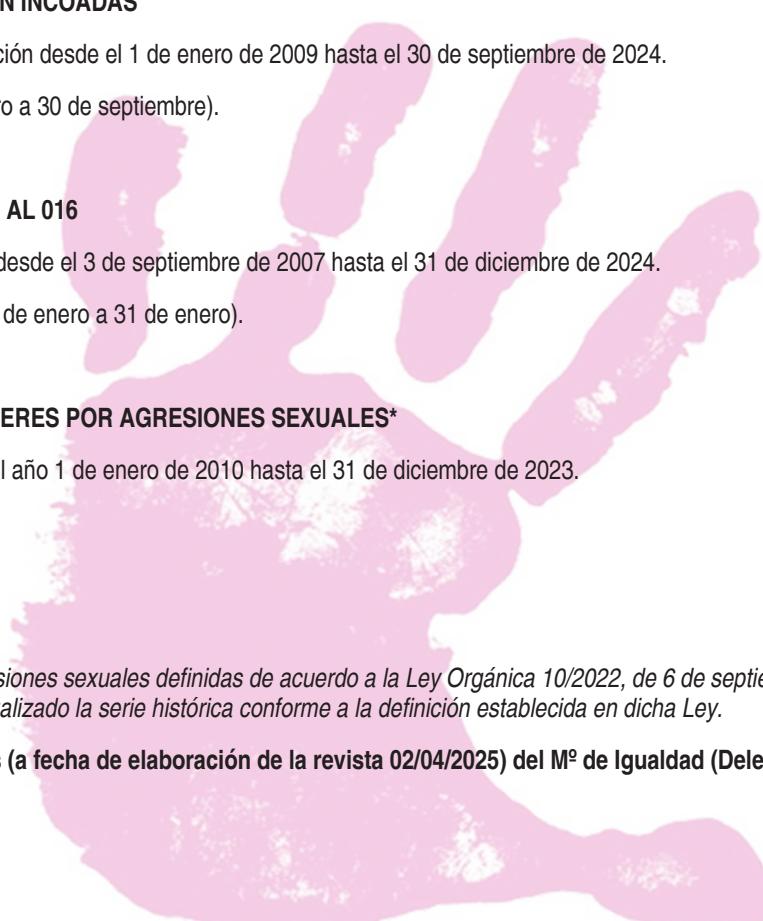 N INCOADAS
ción desde el 1 de enero de 2009 hasta el 30 de septiembre de 2024.
o a 30 de septiembre).
AL 016
desde el 3 de septiembre de 2007 hasta el 31 de diciembre de 2024.
de enero a 31 de enero).
ERES POR AGRESIONES SEXUALES*
l año 1 de enero de 2010 hasta el 31 de diciembre de 2023.
siones sexuales definidas de acuerdo a la Ley Orgánica 10/2022, de 6 de septie
alizado la serie histórica conforme a la definición establecida en dicha Ley.
s (a fecha de elaboración de la revista 02/04/2025) del Mº de Igualdad (Dele